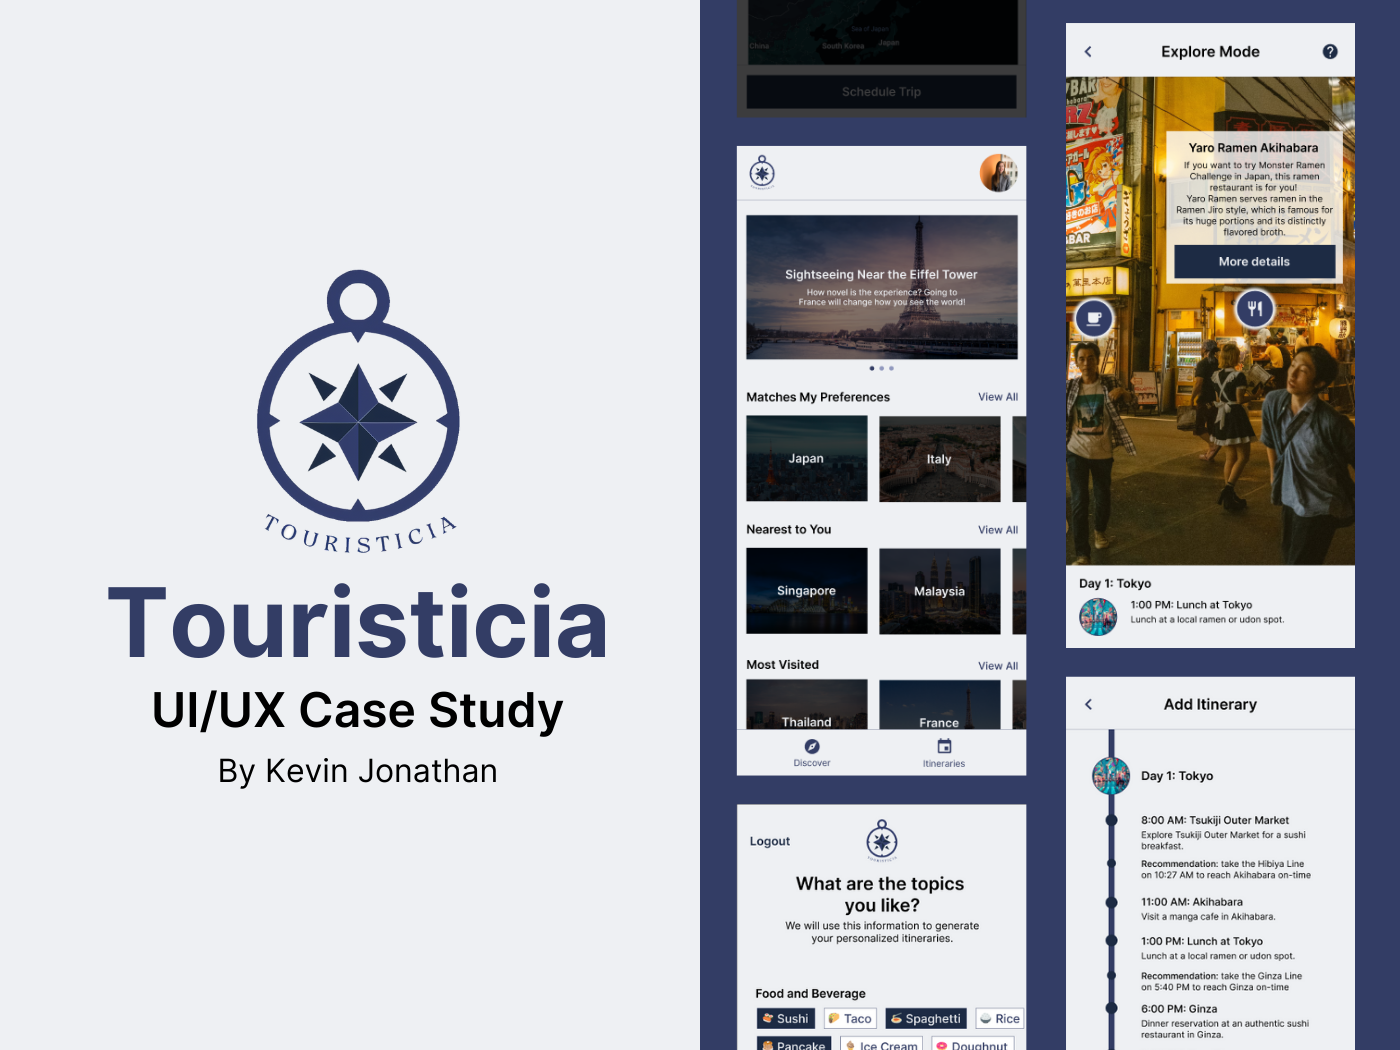 TOURISTICIA
Touristicia
UI/UX Case Study
By Kevin Jonathan
Sea of Japan
China
South Korea
Japan
Schedule Trip
Sightseeing Near the Eiffel Tower
How novel is the experience? Going to
France will change how you see the world!
Matches My Preferences
View All
Japan
Italy
Nearest to You
View All
Singapore
Malaysia
Most Visited
View All
Thailand
France
Discover
Itineraries
Logout
What are the topics
you like?
We will use this information to generate
your personalized itineraries.
Food and Beverage
Sushi
Taco
Spaghetti
Rice
Pancake
Ice Cream
Doughnut
Explore Mode
?
BAR
Yaro Ramen Akihabara
If you want to try Monster Ramen
Challenge in Japan, this ramen
restaurant is for you!
Yaro Ramen serves ramen in the
Ramen Jiro style, which is famous for
its huge portions and its distinctly
flavored broth.
More details
BAR
Day 1: Tokyo
1:00 PM: Lunch at Tokyo
Lunch at a local ramen or udon spot.
Add Itinerary
Day 1: Tokyo
8:00 AM: Tsukiji Outer Market
Explore Tsukiji Outer Market for a sushi
breakfast.
Recommendation: take the Hibiya Line
on 10:27 AM to reach Akihabara on-time
11:00 AM: Akihabara
Visit a manga cafe in Akihabara.
1:00 PM: Lunch at Tokyo
Lunch at a local ramen or udon spot.
Recommendation: take the Ginza Line
on 5:40 PM to reach Ginza on-time
6:00 PM: Ginza
Dinner reservation at an authentic sushi
restaurant in Ginza.